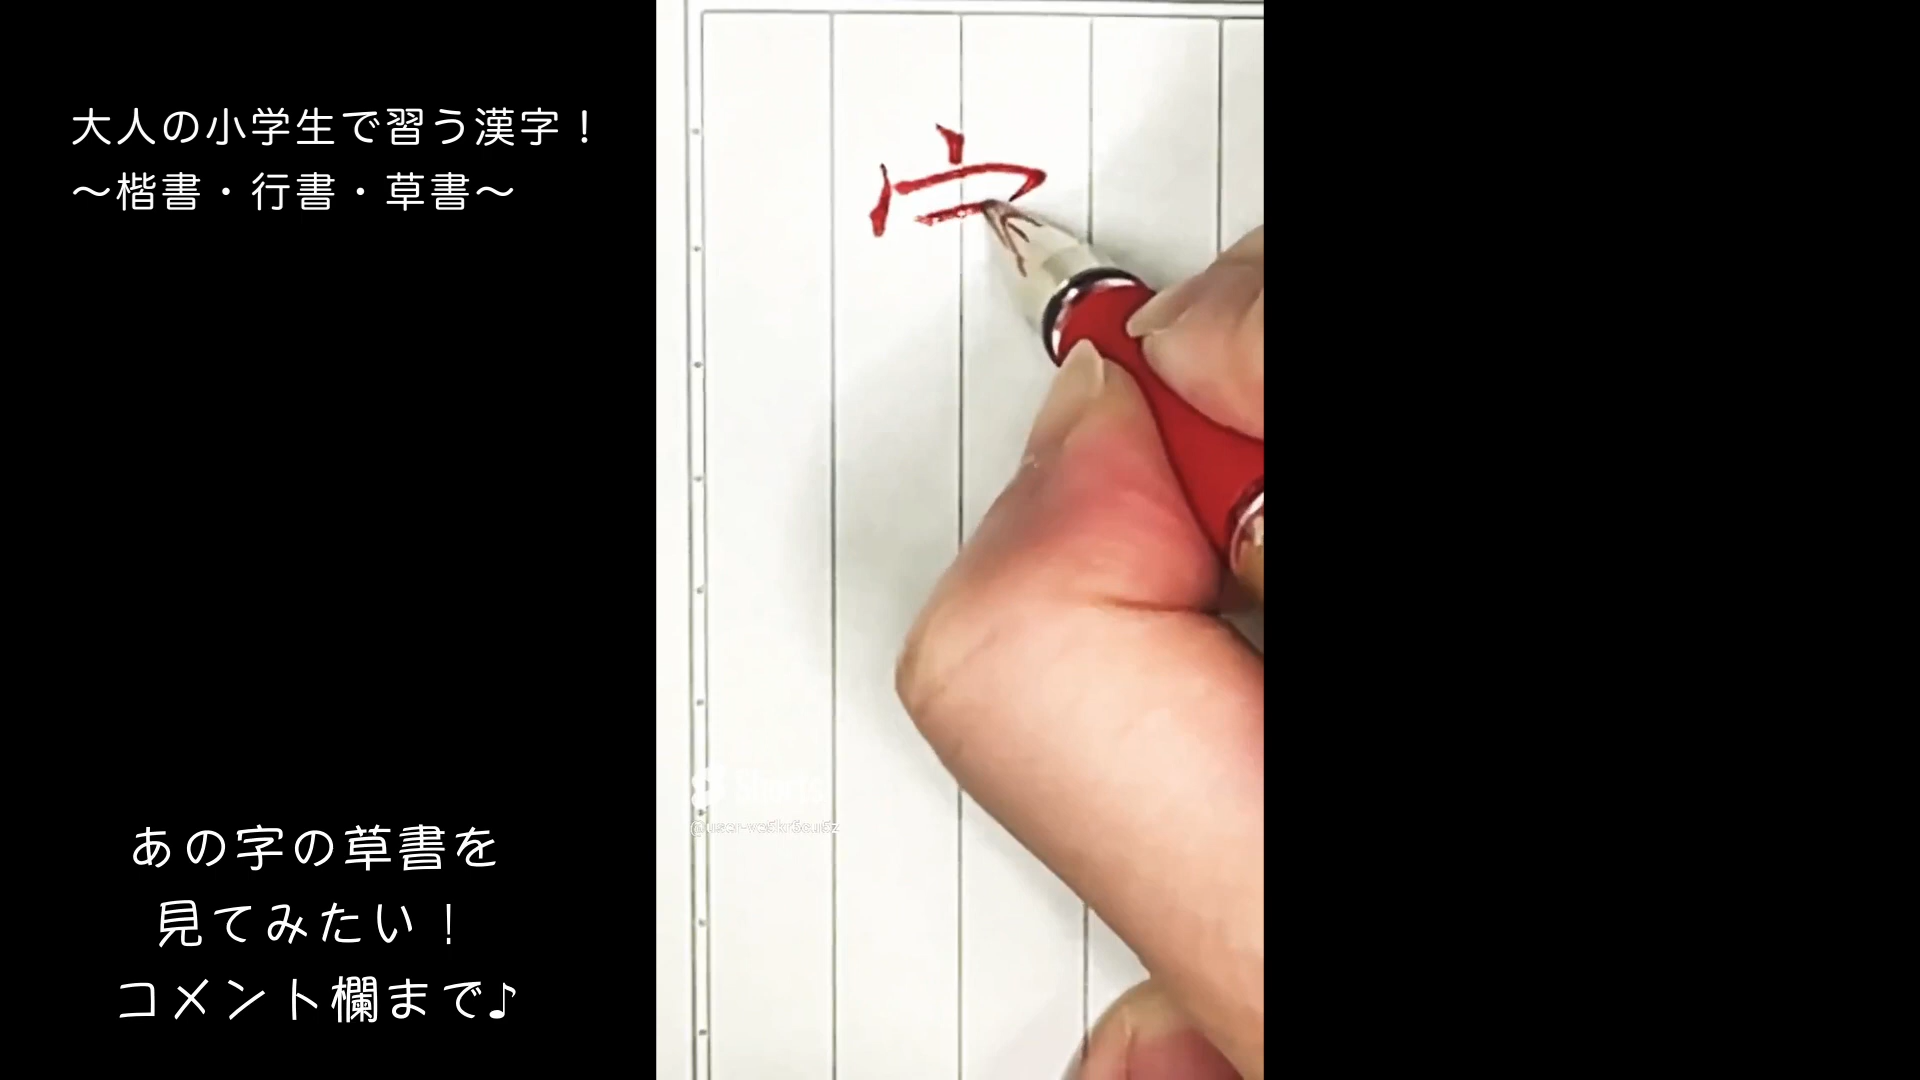 大人の小学生で習う漢字！
〜楷書・行書・草書〜
あの字の草書を
見てみたい！
コメント欄まで♪
Shorts